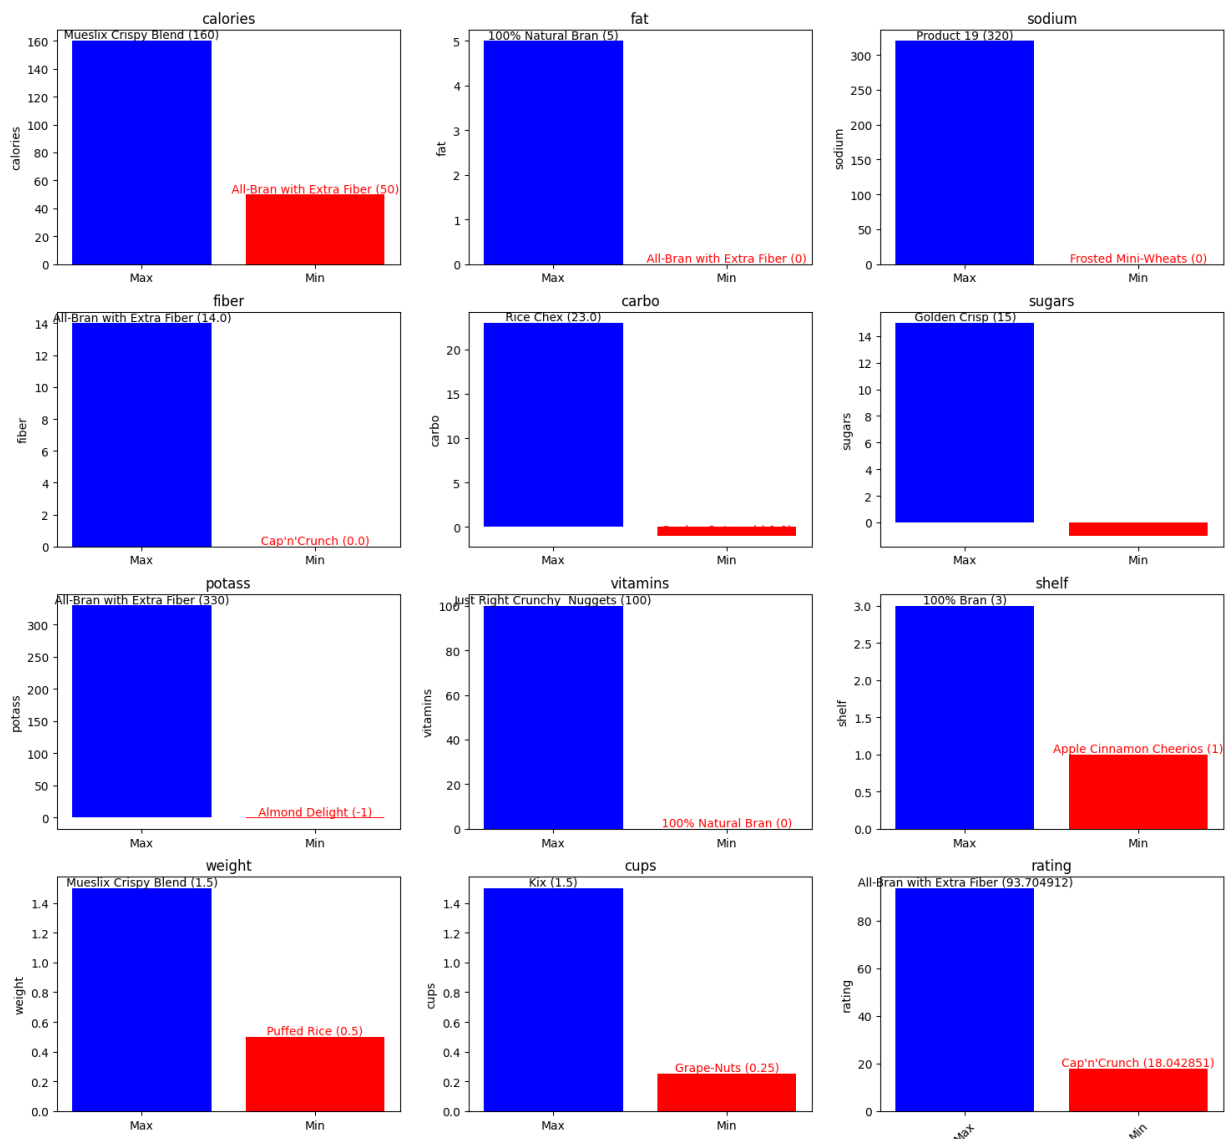 calories
Mueslix Crispy Blend (160)
160
140
120
100
80
60
40
20
0
calories
All-Bran with Extra Fiber (50)
Max
Min
fat
100% Natural Bran (5)
5
4
3
2
1
0
fat
All-Bran with Extra Fiber (0)
Max
Min
sodium
Product 19 (320)
300
250
200
150
100
50
0
sodium
Frosted Mini-Wheats (0)
Max
Min
fiber
All-Bran with Extra Fiber (14.0)
14
12
10
8
6
4
2
0
fiber
Cap'n'Crunch (0.0)
Max
Min
carbo
Rice Chex (23.0)
20
15
10
5
0
carbo
Max
Min
sugars
Golden Crisp (15)
14
12
10
8
6
4
2
0
sugars
Max
Min
potass
All-Bran with Extra Fiber (330)
300
250
200
150
100
50
0
potass
Almond Delight (-1)
Max
Min
vitamins
Just Right Crunchy  Nuggets (100)
100
80
60
40
20
0
vitamins
100% Natural Bran (0)
Max
Min
shelf
100% Bran (3)
3.0
2.5
2.0
1.5
1.0
0.5
0.0
shelf
Apple Cinnamon Cheerios (1)
Max
Min
weight
Mueslix Crispy Blend (1.5)
1.4
1.2
1.0
0.8
0.6
0.4
0.2
0.0
weight
Puffed Rice (0.5)
Max
Min
cups
Kix (1.5)
1.4
1.2
1.0
0.8
0.6
0.4
0.2
0.0
cups
Grape-Nuts (0.25)
Max
Min
rating
All-Bran with Extra Fiber (93.704912)
80
60
40
20
0
rating
Cap'n'Crunch (18.042851)
Max
Min